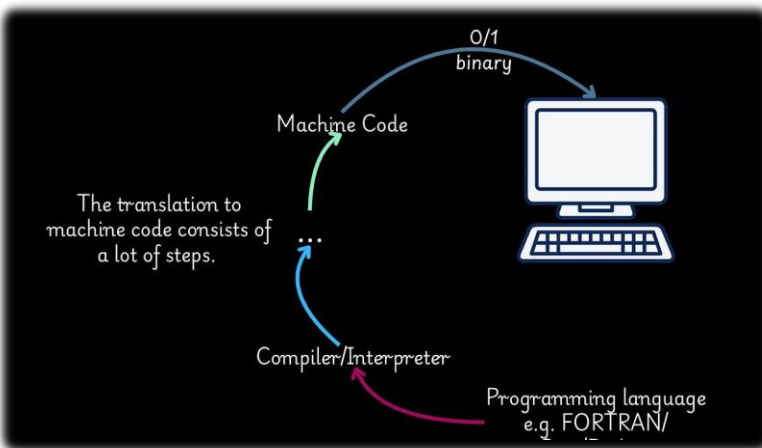 0/1
binary
Machine Code
The translation to
machine code consists of
a lot of steps.
...
Compiler/Interpreter
Programming language
e.g. FORTRAN/